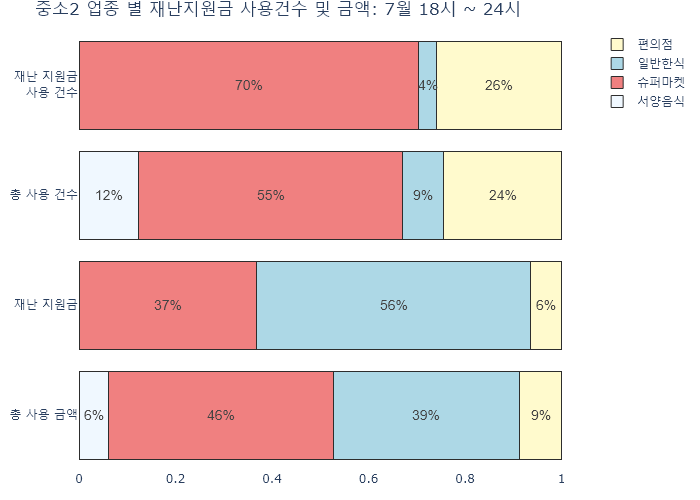 중소2 업종 별 재난지원금 사용건수 및 금액: 7월 18시 ~ 24시
편의점
일반한식
슈퍼마켓
서양음식
재난 지원금
사용 건수
70%
4%
26%
총 사용 건수
12%
55%
9%
24%
재난 지원금
37%
56%
6%
총 사용 금액
6%
46%
39%
9%
0
0.2
0.4
0.6
0.8
1